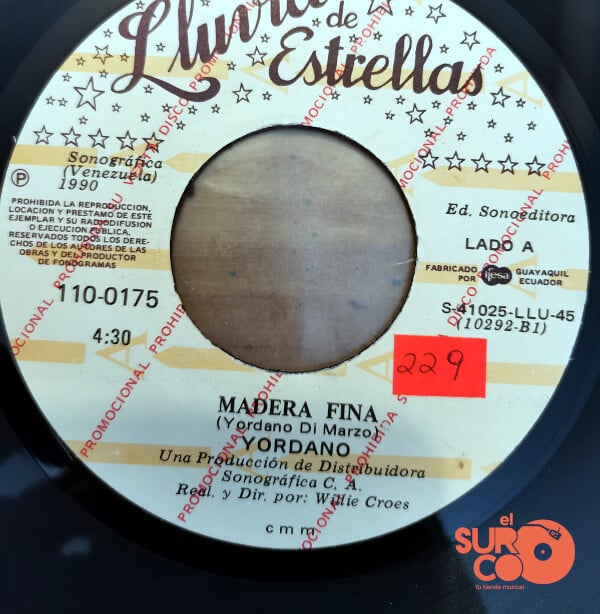 Lluvia de
Estrellas
Sonográfica
(Venezuela)
℗ 1990
PROHIBIDA LA REPRODUCCION,
LOCACION Y PRESTAMO DE ESTE
EJEMPLAR Y SU RADIODIFUSION
O EJECUCION PUBLICA.
RESERVADOS TODOS LOS DERE-
CHOS DE LOS AUTORES DE LAS
OBRAS Y DEL PRODUCTOR
DE FONOGRAMAS
110-0175
4:30
Ed. Sonoeditora
LADO A
FABRICADO POR ifesa GUAYAQUIL ECUADOR
S-41025-LLU-45
(10292-B1)
229
MADERA FINA
(Yordano Di Marzo)
YORDANO
Una Producción de Distribuidora
Sonográfica C. A.
Real. y Dir. por: Willie Croes
c m m
DISCO PROMOCIONAL PROHIBIDA SU VENTA
el
SURCO
tu tienda musical